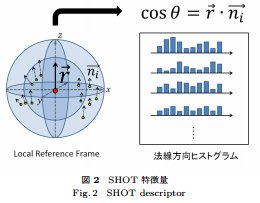 cos θ = r⃗ · n⃗ᵢ
z
r⃗
n⃗ᵢ
x
y
Local Reference Frame
法線方向ヒストグラム
図 2 SHOT 特徴量
Fig. 2 SHOT descriptor